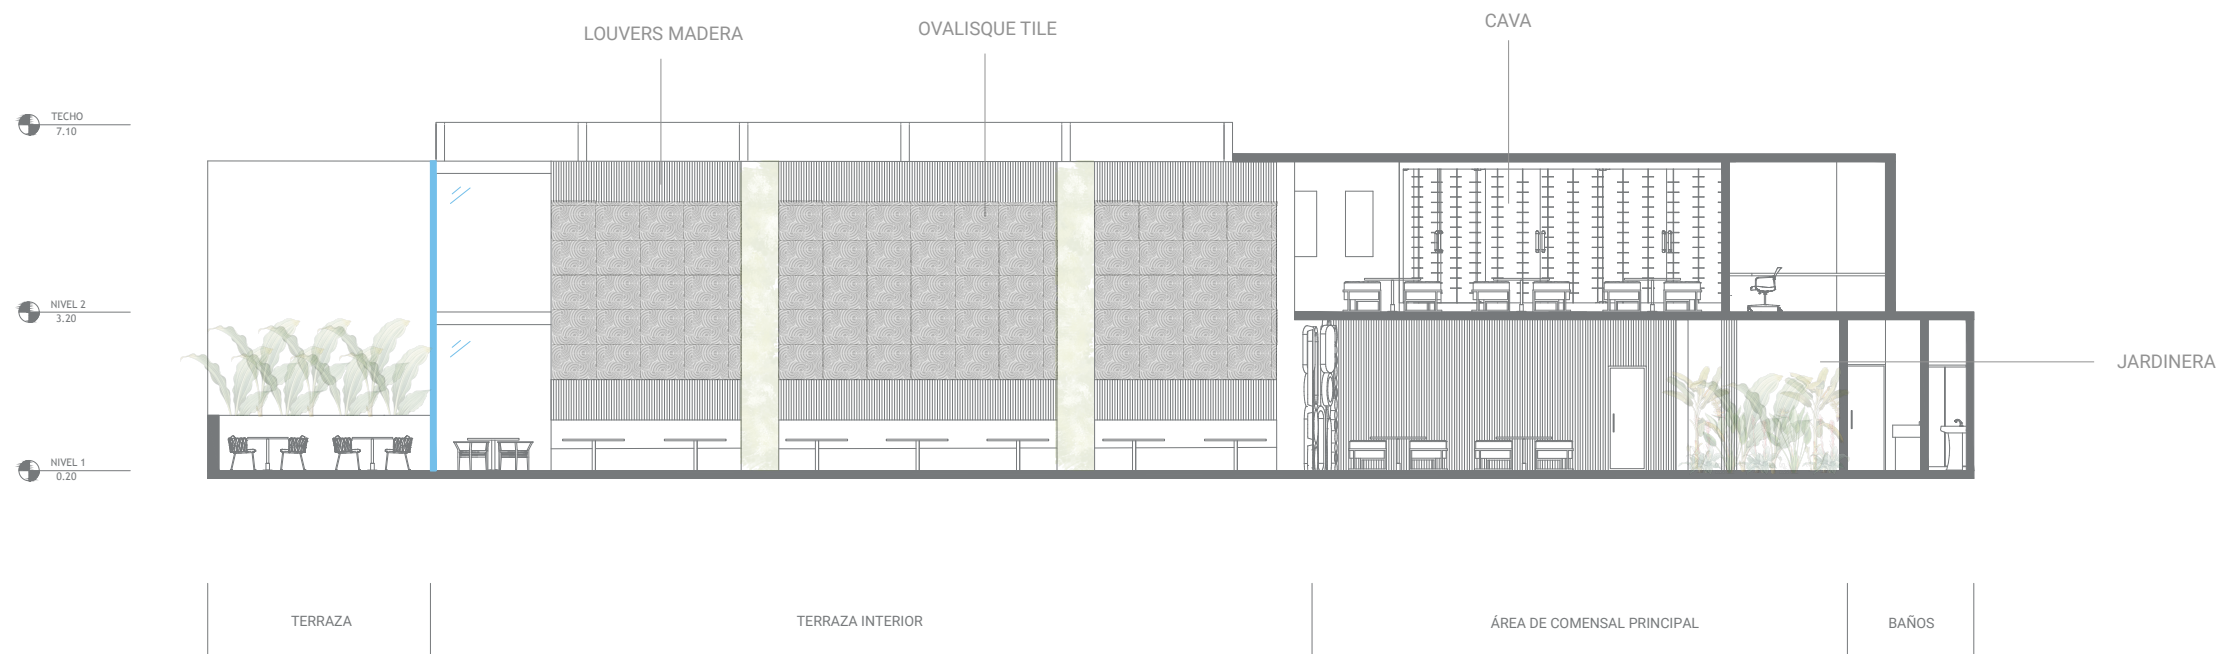 LOUVERS MADERA
OVALISQUE TILE
CAVA
TECHO
7.10
NIVEL 2
3.20
JARDINERA
NIVEL 1
0.20
TERRAZA
TERRAZA INTERIOR
ÁREA DE COMENSAL PRINCIPAL
BAÑOS